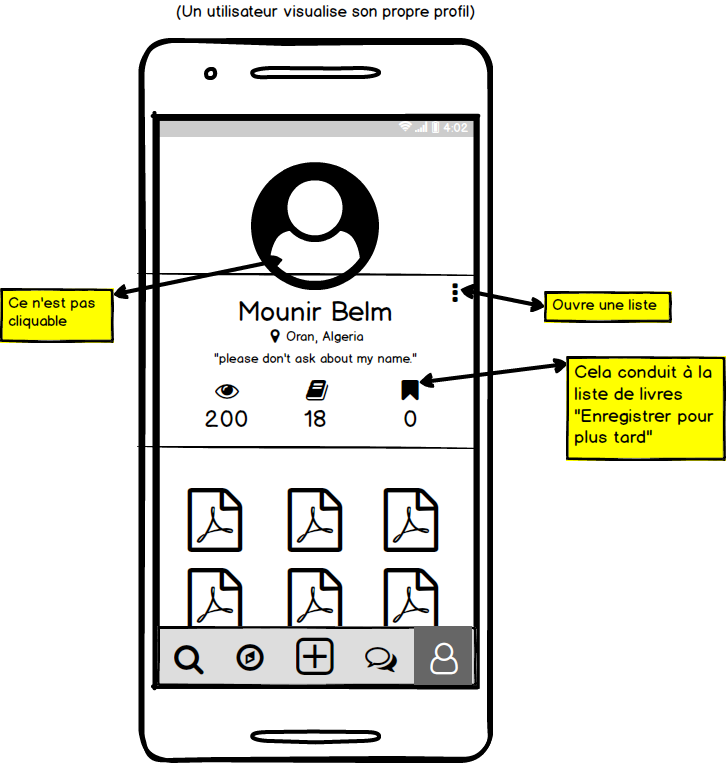 (Un utilisateur visualise son propre profil)
4:02
Ce n'est pas
cliquable
Mounir Belm
Ouvre une liste
Oran, Algeria
"please don't ask about my name."
Cela conduit à la
liste de livres
"Enregistrer pour
plus tard"
200
18
0